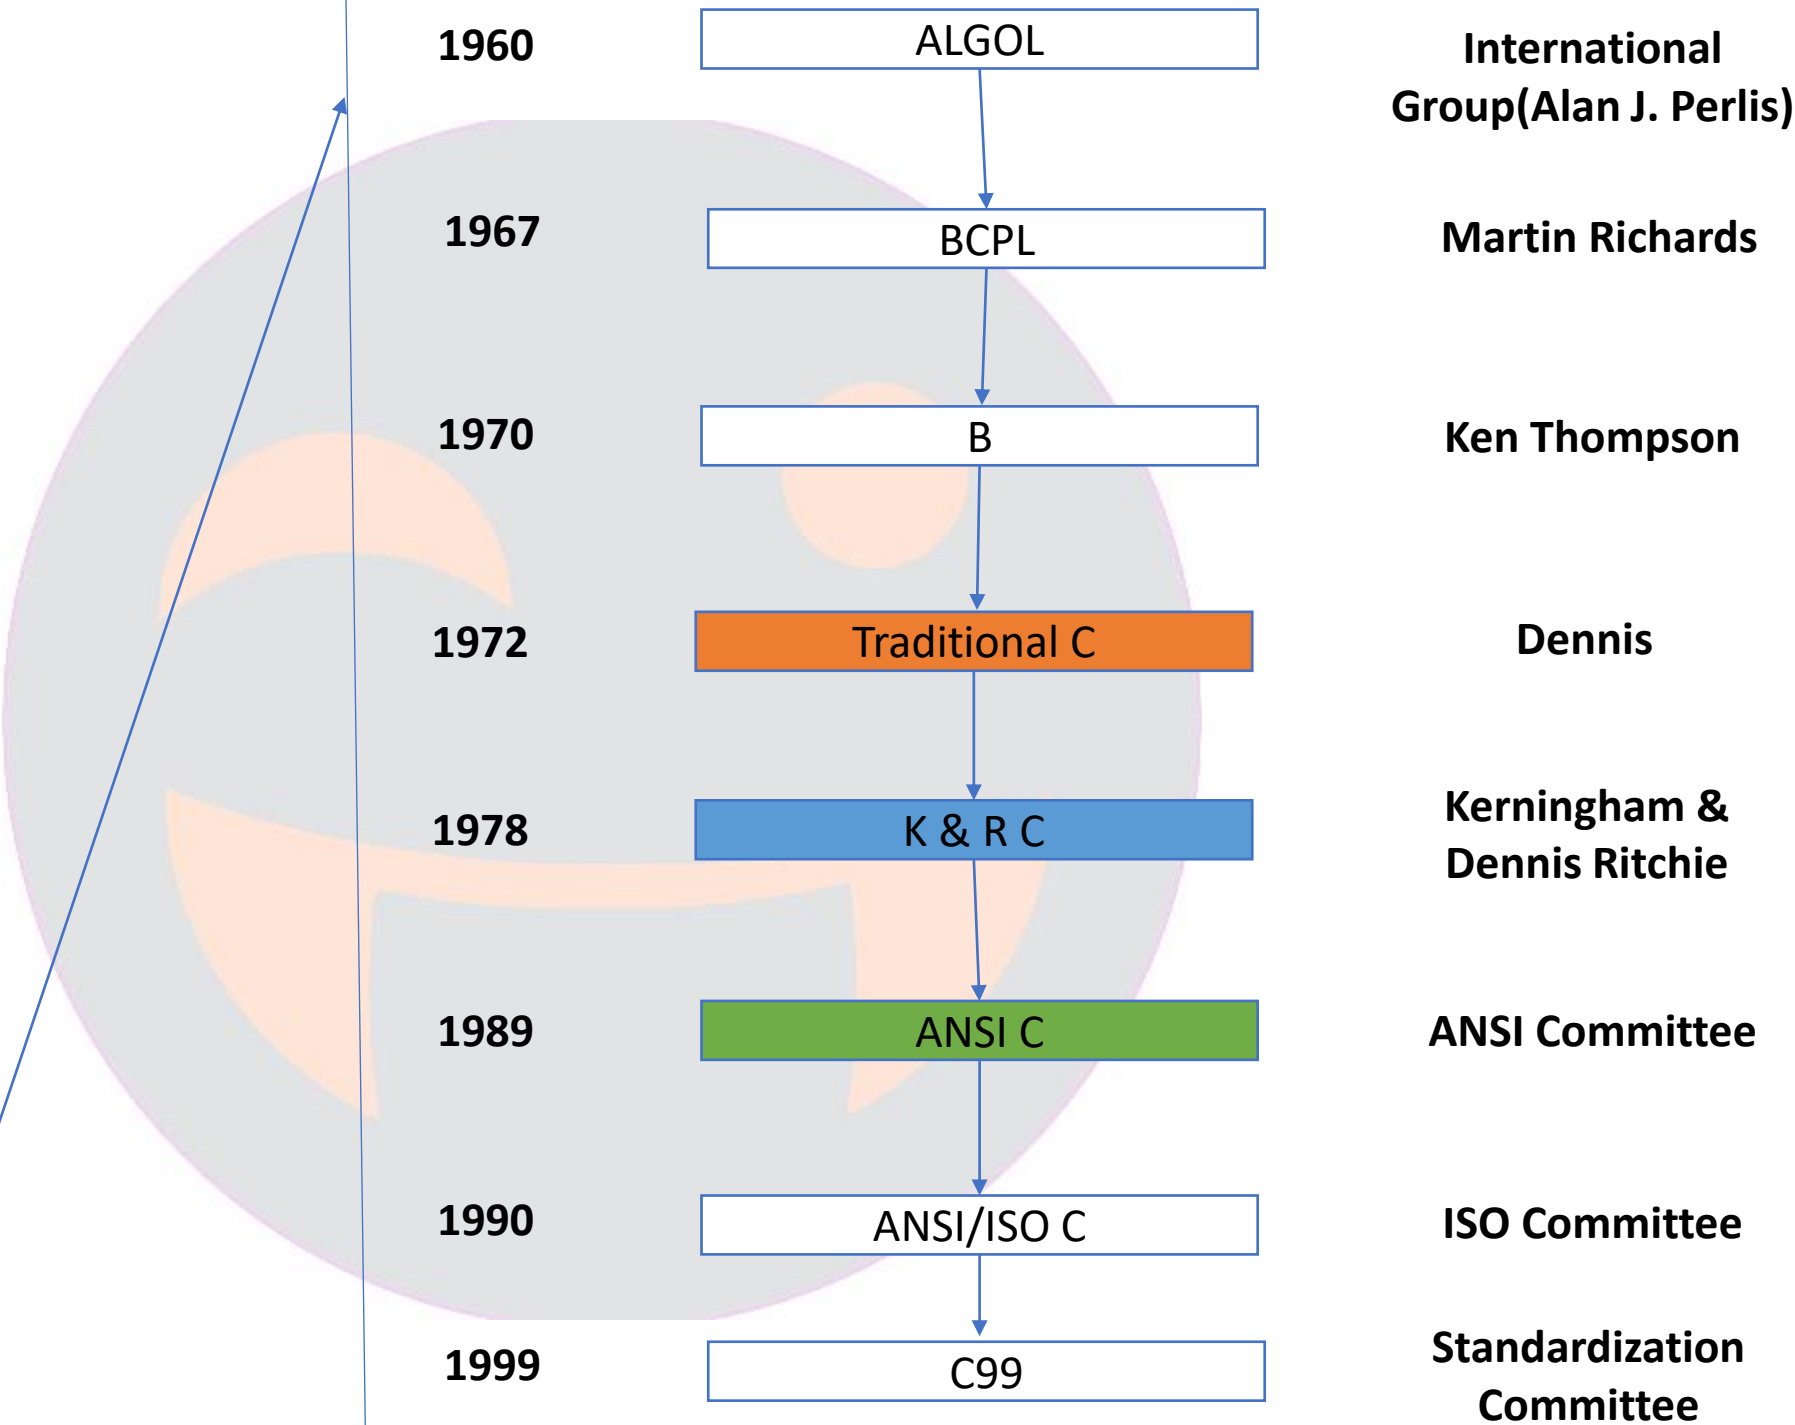 1960 ALGOL International
Group(Alan J. Perlis)
1967 BCPL Martin Richards
1970 B Ken Thompson
1972 Traditional C Dennis
1978 K & R C Kerningham &
Dennis Ritchie
1989 ANSI C ANSI Committee
1990 ANSI/ISO C ISO Committee
1999 C99 Standardization
Committee